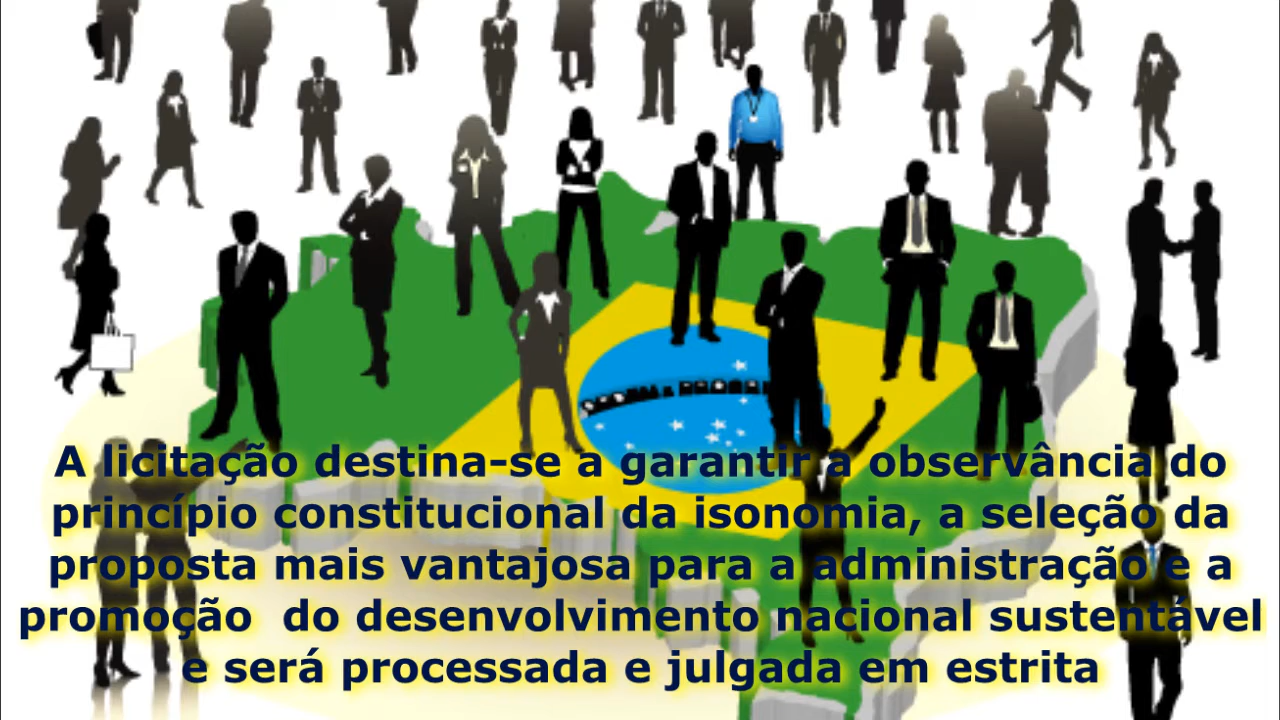 A licitação destina-se a garantir a observância do
princípio constitucional da isonomia, a seleção da
proposta mais vantajosa para a administração e a
promoção  do desenvolvimento nacional sustentável
e será processada e julgada em estrita